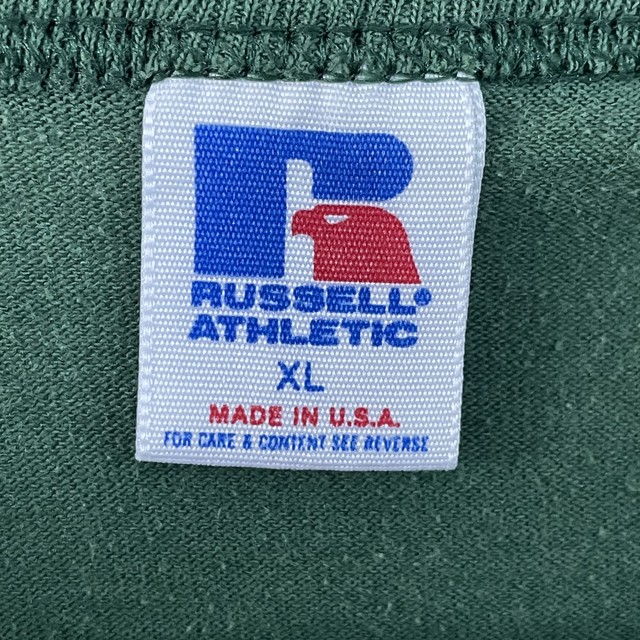 RUSSELL®
ATHLETIC
XL
MADE IN U.S.A.
FOR CARE & CONTENT SEE REVERSE